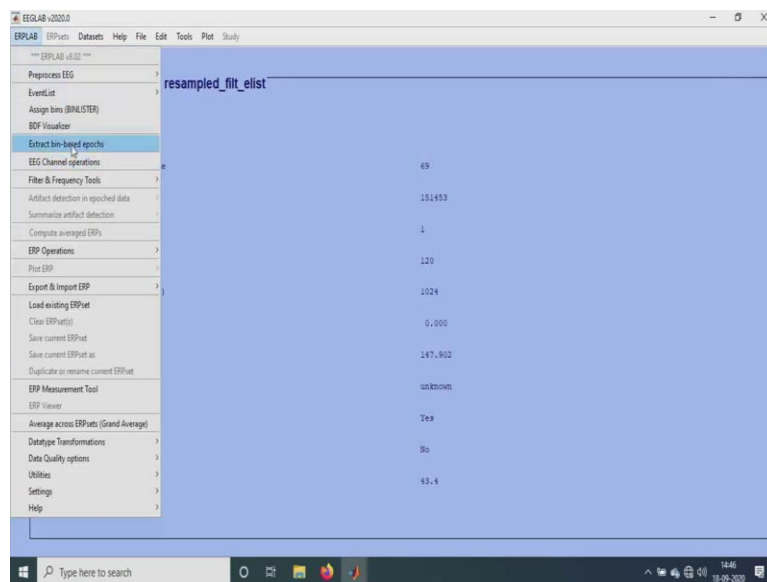 EEGLAB v2020.0
ERPLAB ERPsets Datasets Help File Edit Tools Plot Study
*** ERPLAB v8.02 ***
Preprocess EEG
EventList
Assign bins (BINLISTER)
BDF Visualizer
Extract bin-based epochs
EEG Channel operations
Filter & Frequency Tools
Artifact detection in epoched data
Summarize artifact detection
Compute averaged ERPs
ERP Operations
Plot ERP
Export & Import ERP
Load existing ERPset
Clear ERPset(s)
Save current ERPset
Save current ERPset as
Duplicate or rename current ERPset
ERP Measurement Tool
ERP Viewer
Average across ERPsets (Grand Average)
Datatype Transformations
Data Quality options
Utilities
Settings
Help
resampled_filt_elist
e 69
151453
1
120
) 1024
0.000
147.902
unknown
Yes
No
43.4
Type here to search
14:46
18-09-2020